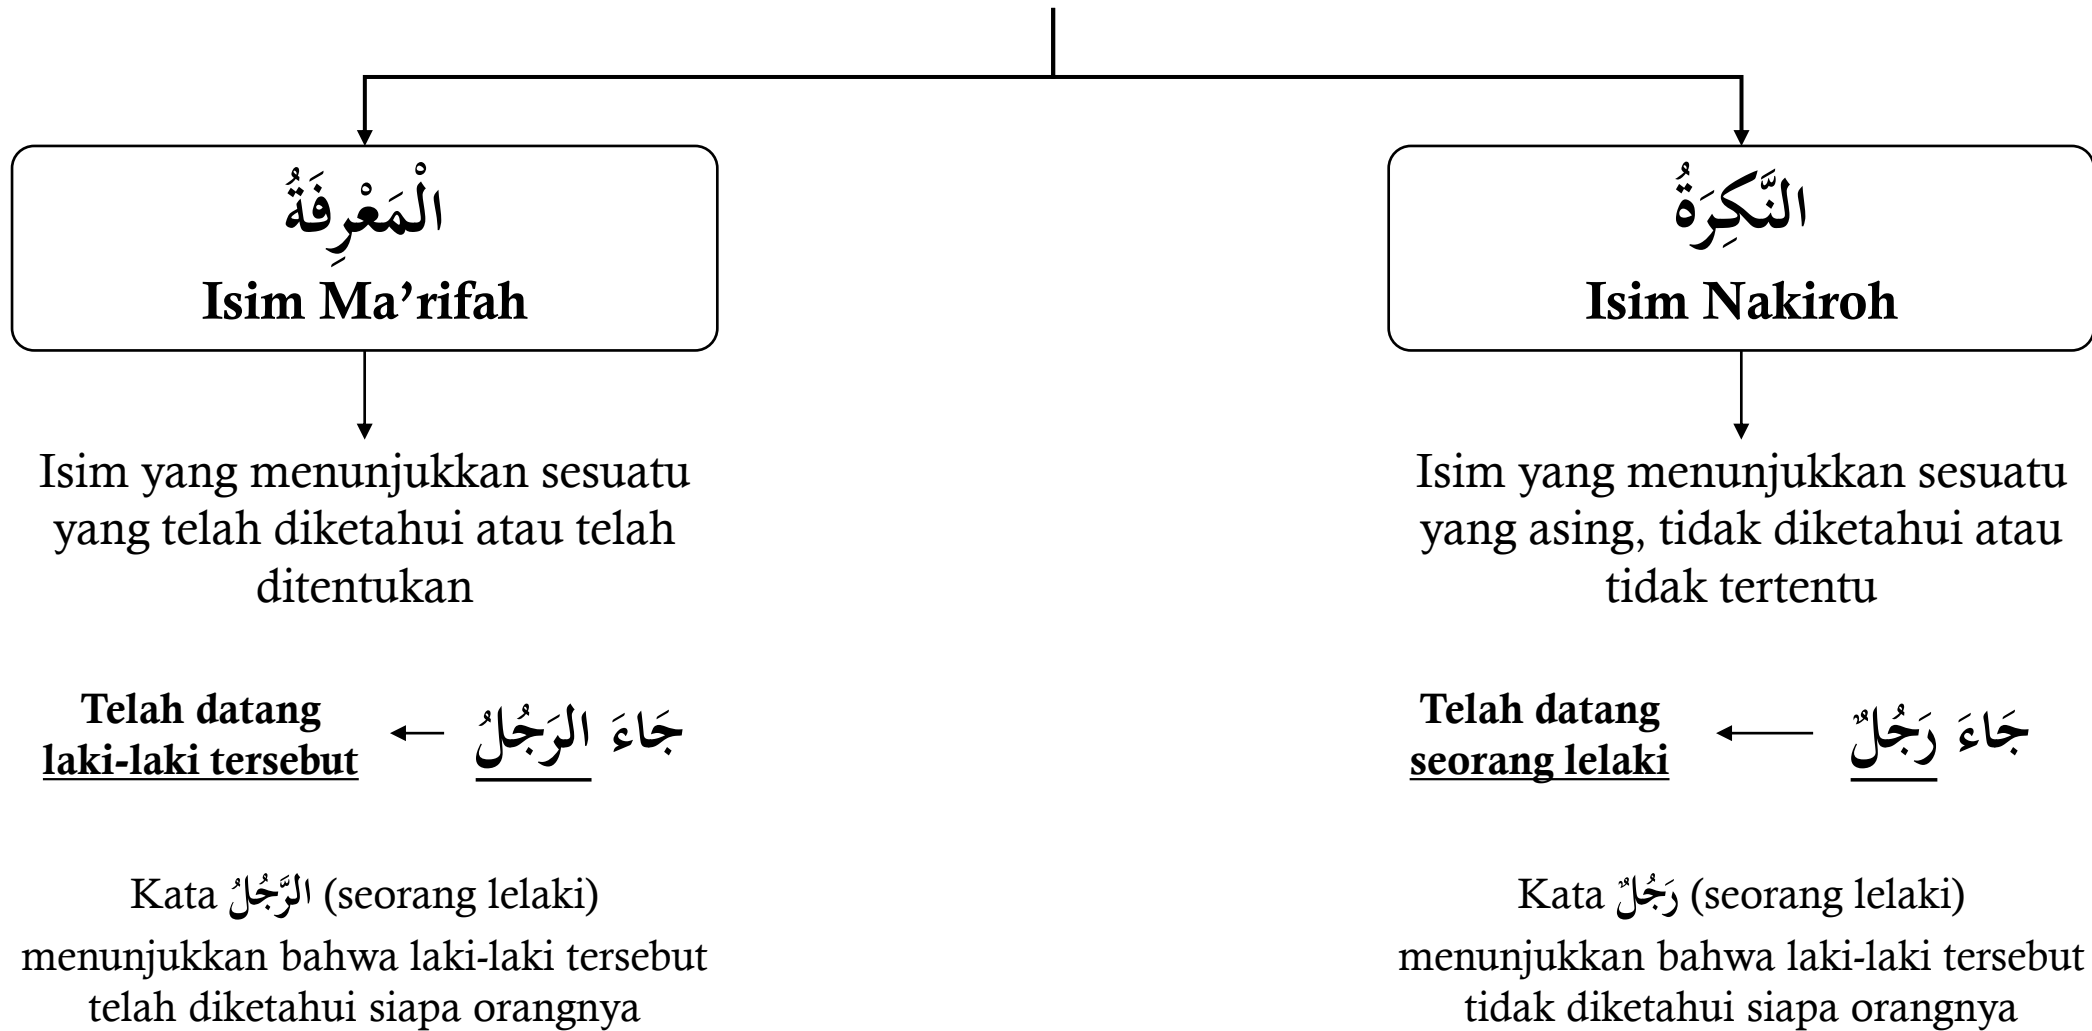 الْمَعْرِفَةُ
Isim Ma’rifah
Isim yang menunjukkan sesuatu
yang telah diketahui atau telah
ditentukan
جَاءَ الرَجُلُ
Telah datang
laki-laki tersebut
Kata الرَّجُلُ (seorang lelaki)
menunjukkan bahwa laki-laki tersebut
telah diketahui siapa orangnya
النَّكِرَةُ
Isim Nakiroh
Isim yang menunjukkan sesuatu
yang asing, tidak diketahui atau
tidak tertentu
جَاءَ رَجُلٌ
Telah datang
seorang lelaki
Kata رَجُلٌ (seorang lelaki)
menunjukkan bahwa laki-laki tersebut
tidak diketahui siapa orangnya